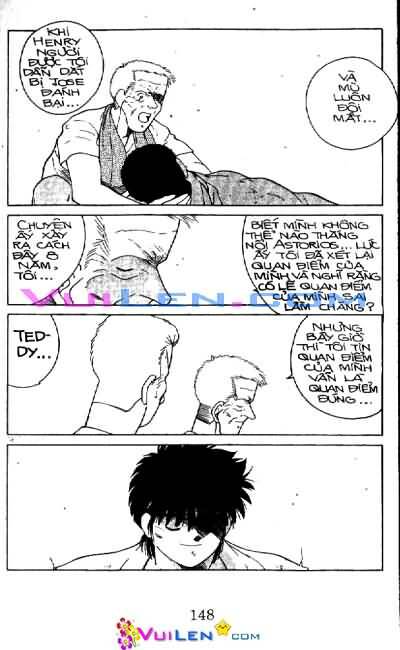 KHI
HENRY
NGƯỜI
ĐƯỢC TÔI
DẪN DẮT
BỊ JOSE
ĐÁNH
BẠI...
VÀ
MÙ
LUÔN
ĐÔI
MẮT...
CHUYỆN
ẤY XẢY
RA CÁCH
ĐÂY 8
NĂM,
TÔI...
BIẾT MÌNH KHÔNG
THỂ NÀO THẮNG
NỔI ASTORIOS... LÚC
ẤY TÔI ĐÃ XÉT LẠI
QUAN ĐIỂM CỦA
MÌNH VÀ NGHĨ RẰNG
CÓ LẼ QUAN ĐIỂM
CỦA MÌNH SAI
LẦM CHĂNG?
VUILEN.COM
TED-
DY...
NHƯNG
BÂY GIỜ
THÌ TÔI TIN
QUAN ĐIỂM
CỦA MÌNH
VẪN LÀ
QUAN ĐIỂM
ĐÚNG...
148
VUILEN.COM